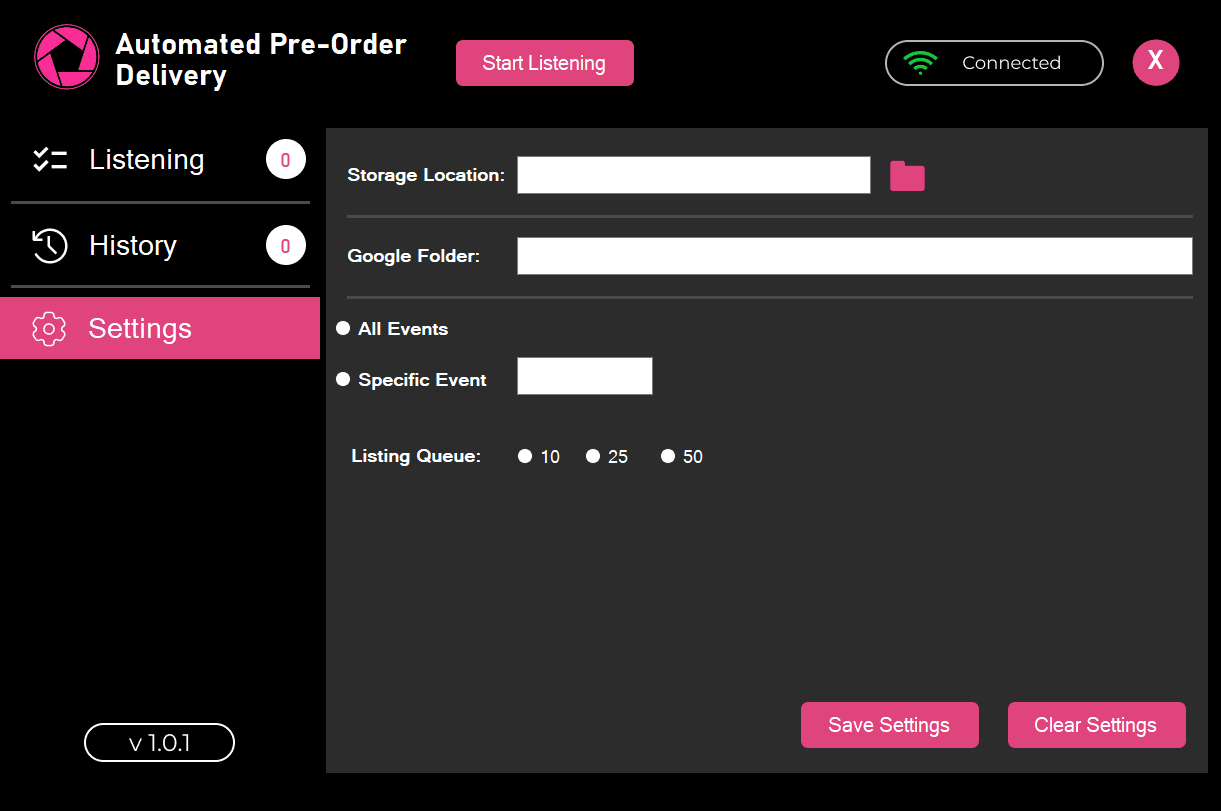 Automated Pre-Order
Delivery
Start Listening
Connected
X
Listening
0
History
0
Settings
Storage Location:
Google Folder:
All Events
Specific Event
Listing Queue:
10
25
50
Save Settings
Clear Settings
v 1.0.1